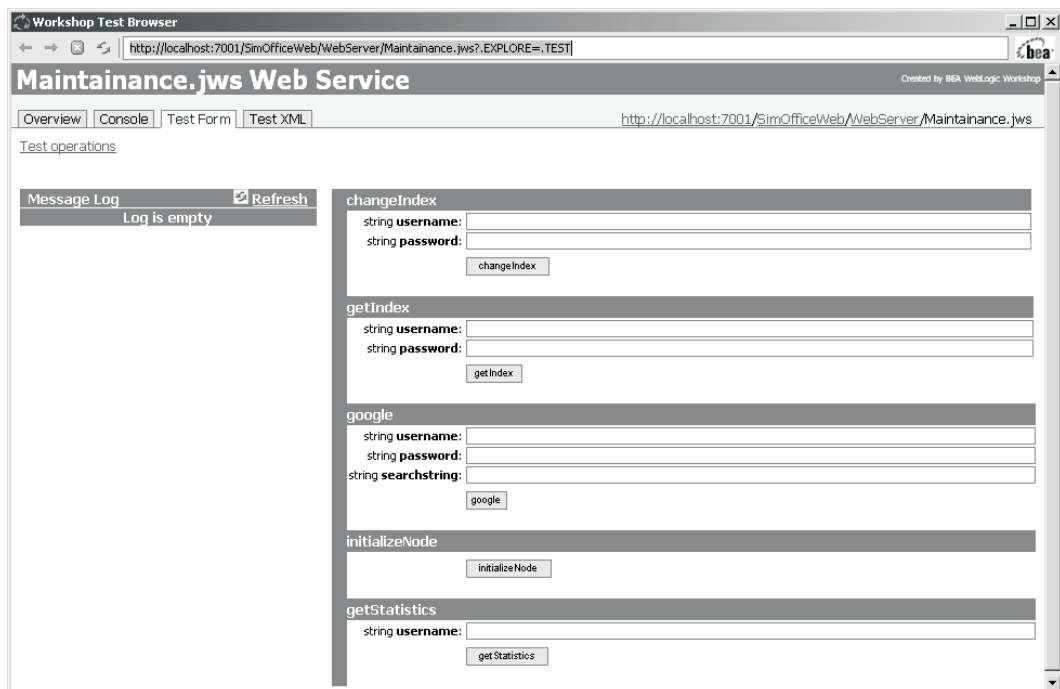 Workshop Test Browser
http://localhost:7001/SimOfficeWeb/WebServer/Maintainance.jws?.EXPLORE=.TEST
bea
Maintainance.jws Web Service
Created by BEA WebLogic Workshop
Overview Console Test Form Test XML http://localhost:7001/SimOfficeWeb/WebServer/Maintainance.jws
Test operations
Message Log Refresh
Log is empty
changeIndex
string username:
string password:
changeIndex
getIndex
string username:
string password:
getIndex
google
string username:
string password:
string searchstring:
google
initializeNode
initializeNode
getStatistics
string username:
getStatistics